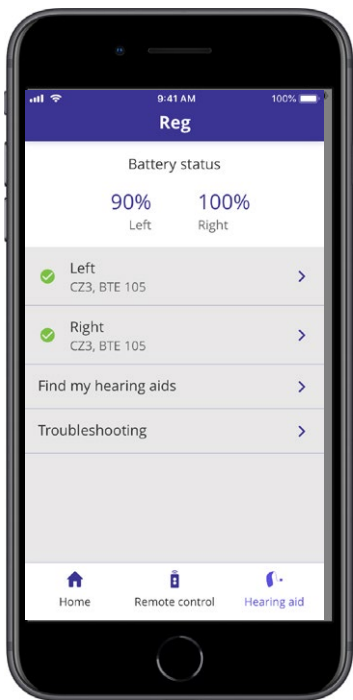 9:41 AM 100%
Reg
Battery status
90% 100%
Left Right
Left
CZ3, BTE 105
Right
CZ3, BTE 105
Find my hearing aids
Troubleshooting
Home Remote control Hearing aid